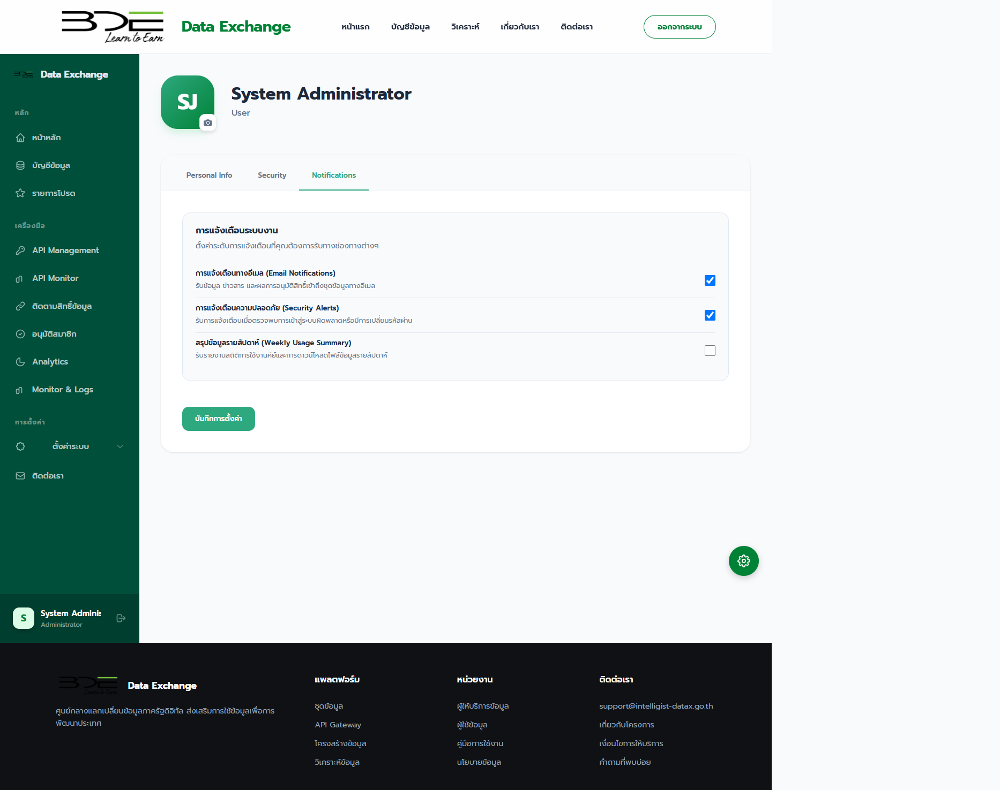 BDE
Learn to Earn
Data Exchange
หน้าแรก
บัญชีข้อมูล
วิเคราะห์
เกี่ยวกับเรา
ติดต่อเรา
ออกจากระบบ
BDE
Data Exchange
หลัก
หน้าหลัก
บัญชีข้อมูล
รายการโปรด
เครื่องมือ
API Management
API Monitor
ติดตามสิทธิ์ข้อมูล
อนุมัติสมาชิก
Analytics
Monitor & Logs
การตั้งค่า
ตั้งค่าระบบ
ติดต่อเรา
S
System Adminis
Administrator
SJ
System Administrator
User
Personal Info
Security
Notifications
การแจ้งเตือนระบบงาน
ตั้งค่าระดับการแจ้งเตือนที่คุณต้องการรับทางช่องทางต่างๆ
การแจ้งเตือนทางอีเมล (Email Notifications)
รับข้อมูล ข่าวสาร และผลการอนุมัติสิทธิ์เข้าถึงชุดข้อมูลทางอีเมล
การแจ้งเตือนความปลอดภัย (Security Alerts)
รับการแจ้งเตือนเมื่อตรวจพบการเข้าสู่ระบบผิดพลาดหรือมีการเปลี่ยนรหัสผ่าน
สรุปข้อมูลรายสัปดาห์ (Weekly Usage Summary)
รับรายงานสถิติการใช้งานคีย์และการดาวน์โหลดไฟล์ข้อมูลรายสัปดาห์
บันทึกการตั้งค่า
BDE
Learn to Earn
Data Exchange
ศูนย์กลางแลกเปลี่ยนข้อมูลภาครัฐดิจิทัล ส่งเสริมการใช้ข้อมูลเพื่อการ
พัฒนาประเทศ
แพลตฟอร์ม
ชุดข้อมูล
API Gateway
โครงสร้างข้อมูล
วิเคราะห์ข้อมูล
หน่วยงาน
ผู้ให้บริการข้อมูล
ผู้ใช้ข้อมูล
คู่มือการใช้งาน
นโยบายข้อมูล
ติดต่อเรา
support@intelligist-datax.go.th
เกี่ยวกับโครงการ
เงื่อนไขการให้บริการ
คำถามที่พบบ่อย